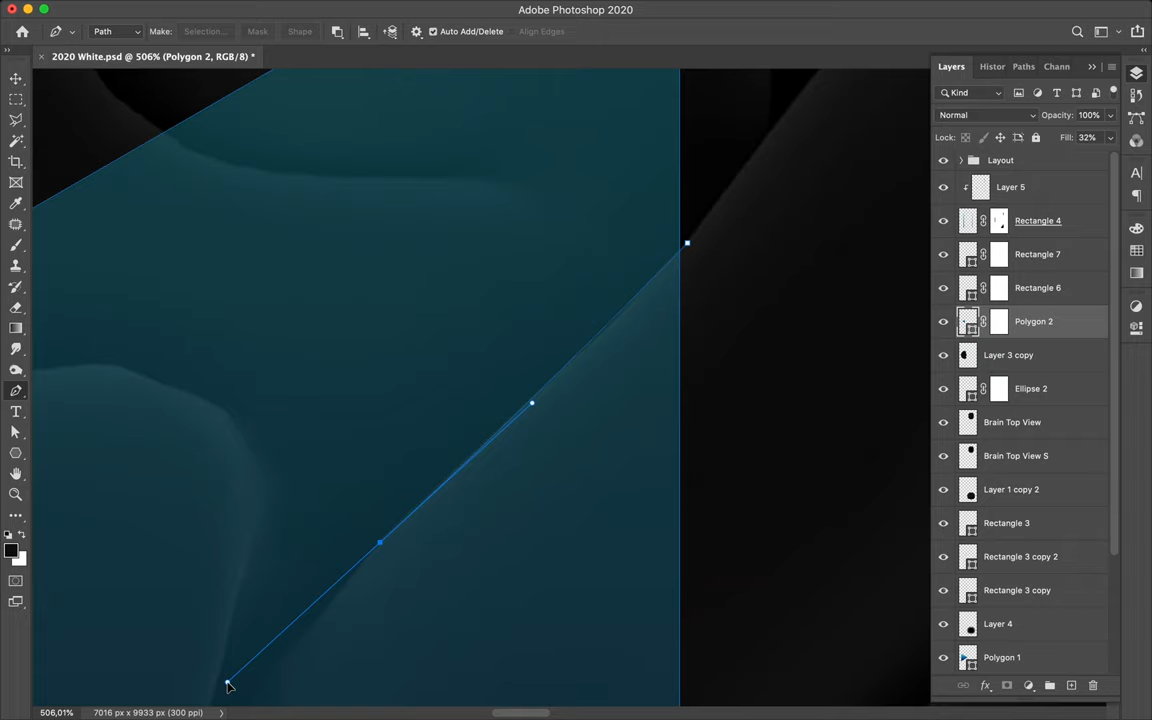 Adobe Photoshop 2020
Path Make: Selection... Mask Shape Auto Add/Delete Align Edges
2020 White.psd @ 506% (Polygon 2, RGB/8) *
Layers Histor Paths Chann
Kind
Normal Opacity: 100%
Lock: Fill: 32%
Layout
Layer 5
Rectangle 4
Rectangle 7
Rectangle 6
Polygon 2
Layer 3 copy
Ellipse 2
Brain Top View
Brain Top View S
Layer 1 copy 2
Rectangle 3
Rectangle 3 copy 2
Rectangle 3 copy
Layer 4
Polygon 1
506,01% 7016 px x 9933 px (300 ppi)